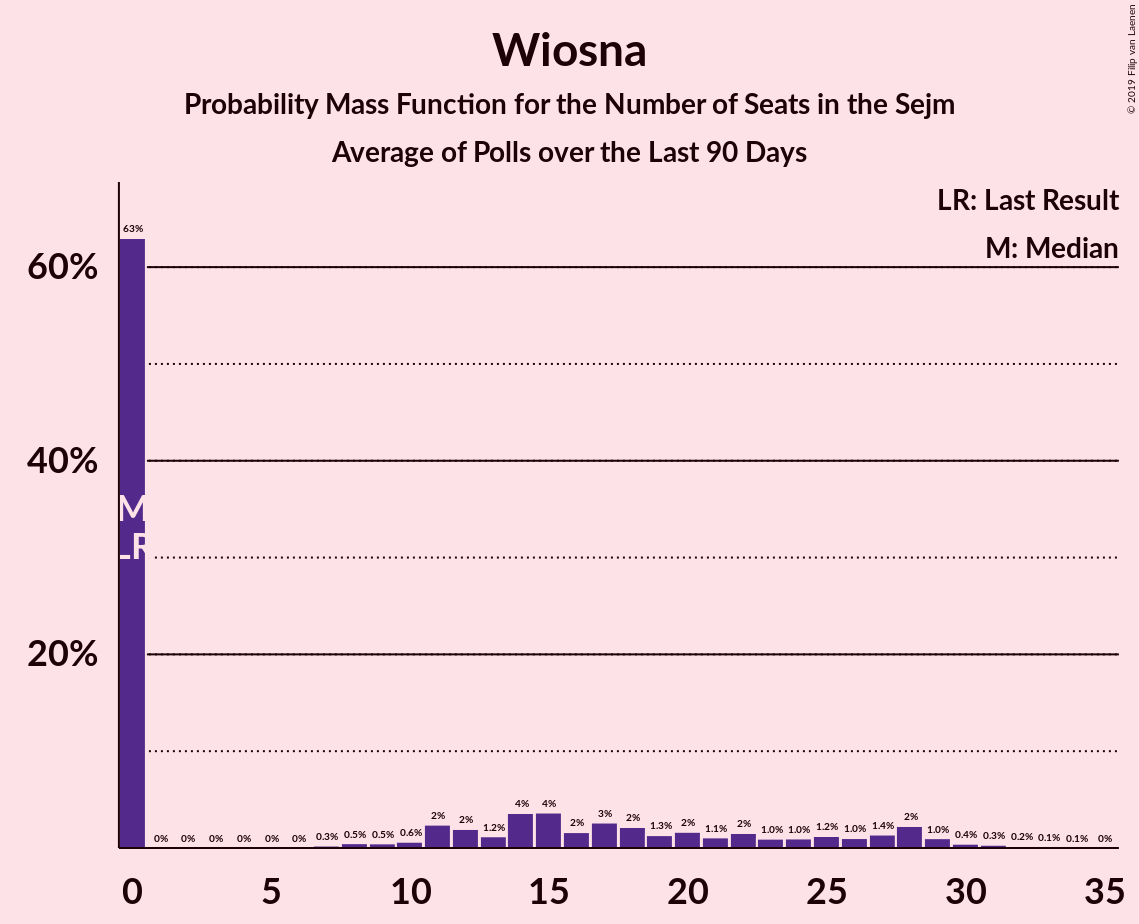 Wiosna
Probability Mass Function for the Number of Seats in the Sejm
Average of Polls over the Last 90 Days
© 2019 Filip van Laenen
LR: Last Result
M: Median
63%
60%
40%
M
LR
20%
0% 0% 0% 0% 0% 0% 0.3% 0.5% 0.5% 0.6% 2% 2% 1.2% 4% 4% 2% 3% 2% 1.3% 2% 1.1% 2% 1.0% 1.0% 1.2% 1.0% 1.4% 2% 1.0% 0.4% 0.3% 0.2% 0.1% 0.1% 0%
0 5 10 15 20 25 30 35